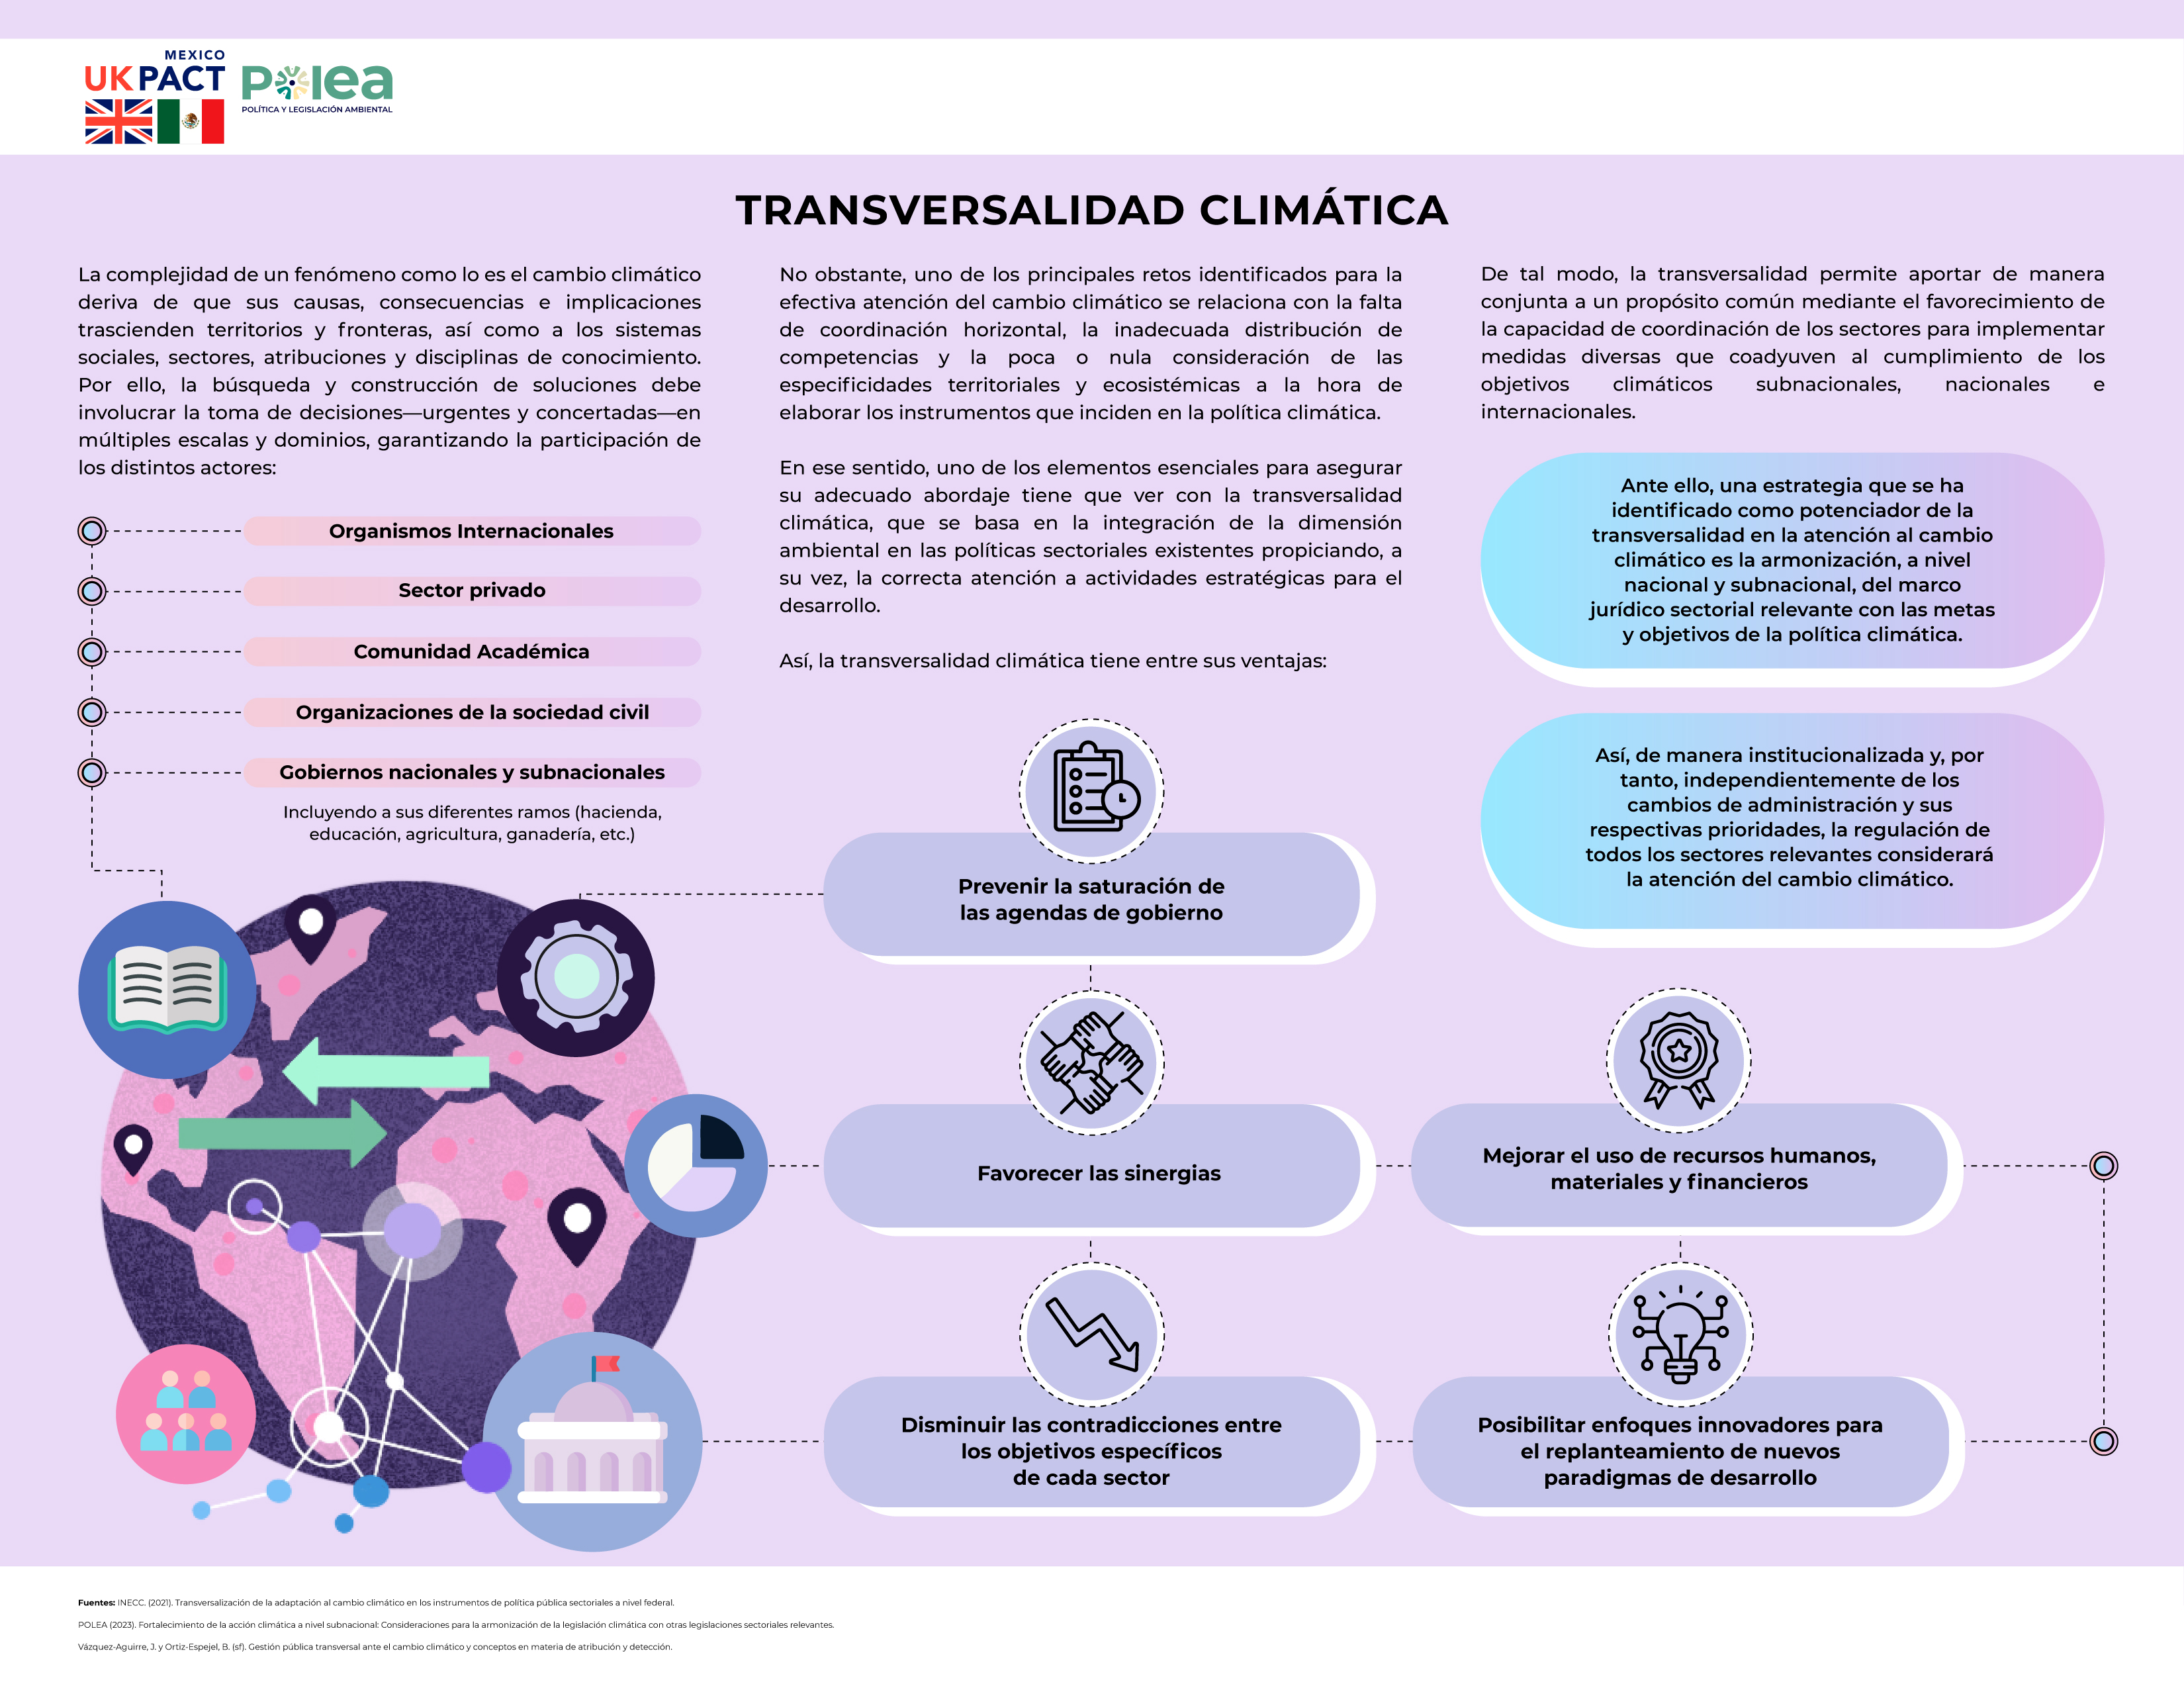 MEXICO
UK PACT
Polea
POLÍTICA Y LEGISLACIÓN AMBIENTAL
TRANSVERSALIDAD CLIMÁTICA
La complejidad de un fenómeno como lo es el cambio climático
deriva de que sus causas, consecuencias e implicaciones
trascienden territorios y fronteras, así como a los sistemas
sociales, sectores, atribuciones y disciplinas de conocimiento.
Por ello, la búsqueda y construcción de soluciones debe
involucrar la toma de decisiones—urgentes y concertadas—en
múltiples escalas y dominios, garantizando la participación de
los distintos actores:
Organismos Internacionales
Sector privado
Comunidad Académica
Organizaciones de la sociedad civil
Gobiernos nacionales y subnacionales
Incluyendo a sus diferentes ramos (hacienda,
educación, agricultura, ganadería, etc.)
No obstante, uno de los principales retos identificados para la
efectiva atención del cambio climático se relaciona con la falta
de coordinación horizontal, la inadecuada distribución de
competencias y la poca o nula consideración de las
especificidades territoriales y ecosistémicas a la hora de
elaborar los instrumentos que inciden en la política climática.
En ese sentido, uno de los elementos esenciales para asegurar
su adecuado abordaje tiene que ver con la transversalidad
climática, que se basa en la integración de la dimensión
ambiental en las políticas sectoriales existentes propiciando, a
su vez, la correcta atención a actividades estratégicas para el
desarrollo.
Así, la transversalidad climática tiene entre sus ventajas:
Prevenir la saturación de
las agendas de gobierno
Favorecer las sinergias
Disminuir las contradicciones entre
los objetivos específicos
de cada sector
De tal modo, la transversalidad permite aportar de manera
conjunta a un propósito común mediante el favorecimiento de
la capacidad de coordinación de los sectores para implementar
medidas diversas que coadyuven al cumplimiento de los
objetivos climáticos subnacionales, nacionales e
internacionales.
Ante ello, una estrategia que se ha
identificado como potenciador de la
transversalidad en la atención al cambio
climático es la armonización, a nivel
nacional y subnacional, del marco
jurídico sectorial relevante con las metas
y objetivos de la política climática.
Así, de manera institucionalizada y, por
tanto, independientemente de los
cambios de administración y sus
respectivas prioridades, la regulación de
todos los sectores relevantes considerará
la atención del cambio climático.
Mejorar el uso de recursos humanos,
materiales y financieros
Posibilitar enfoques innovadores para
el replanteamiento de nuevos
paradigmas de desarrollo
Fuentes: INECC. (2021). Transversalización de la adaptación al cambio climático en los instrumentos de política pública sectoriales a nivel federal.
POLEA (2023). Fortalecimiento de la acción climática a nivel subnacional: Consideraciones para la armonización de la legislación climática con otras legislaciones sectoriales relevantes.
Vázquez-Aguirre, J. y Ortiz-Espejel, B. (sf). Gestión pública transversal ante el cambio climático y conceptos en materia de atribución y detección.